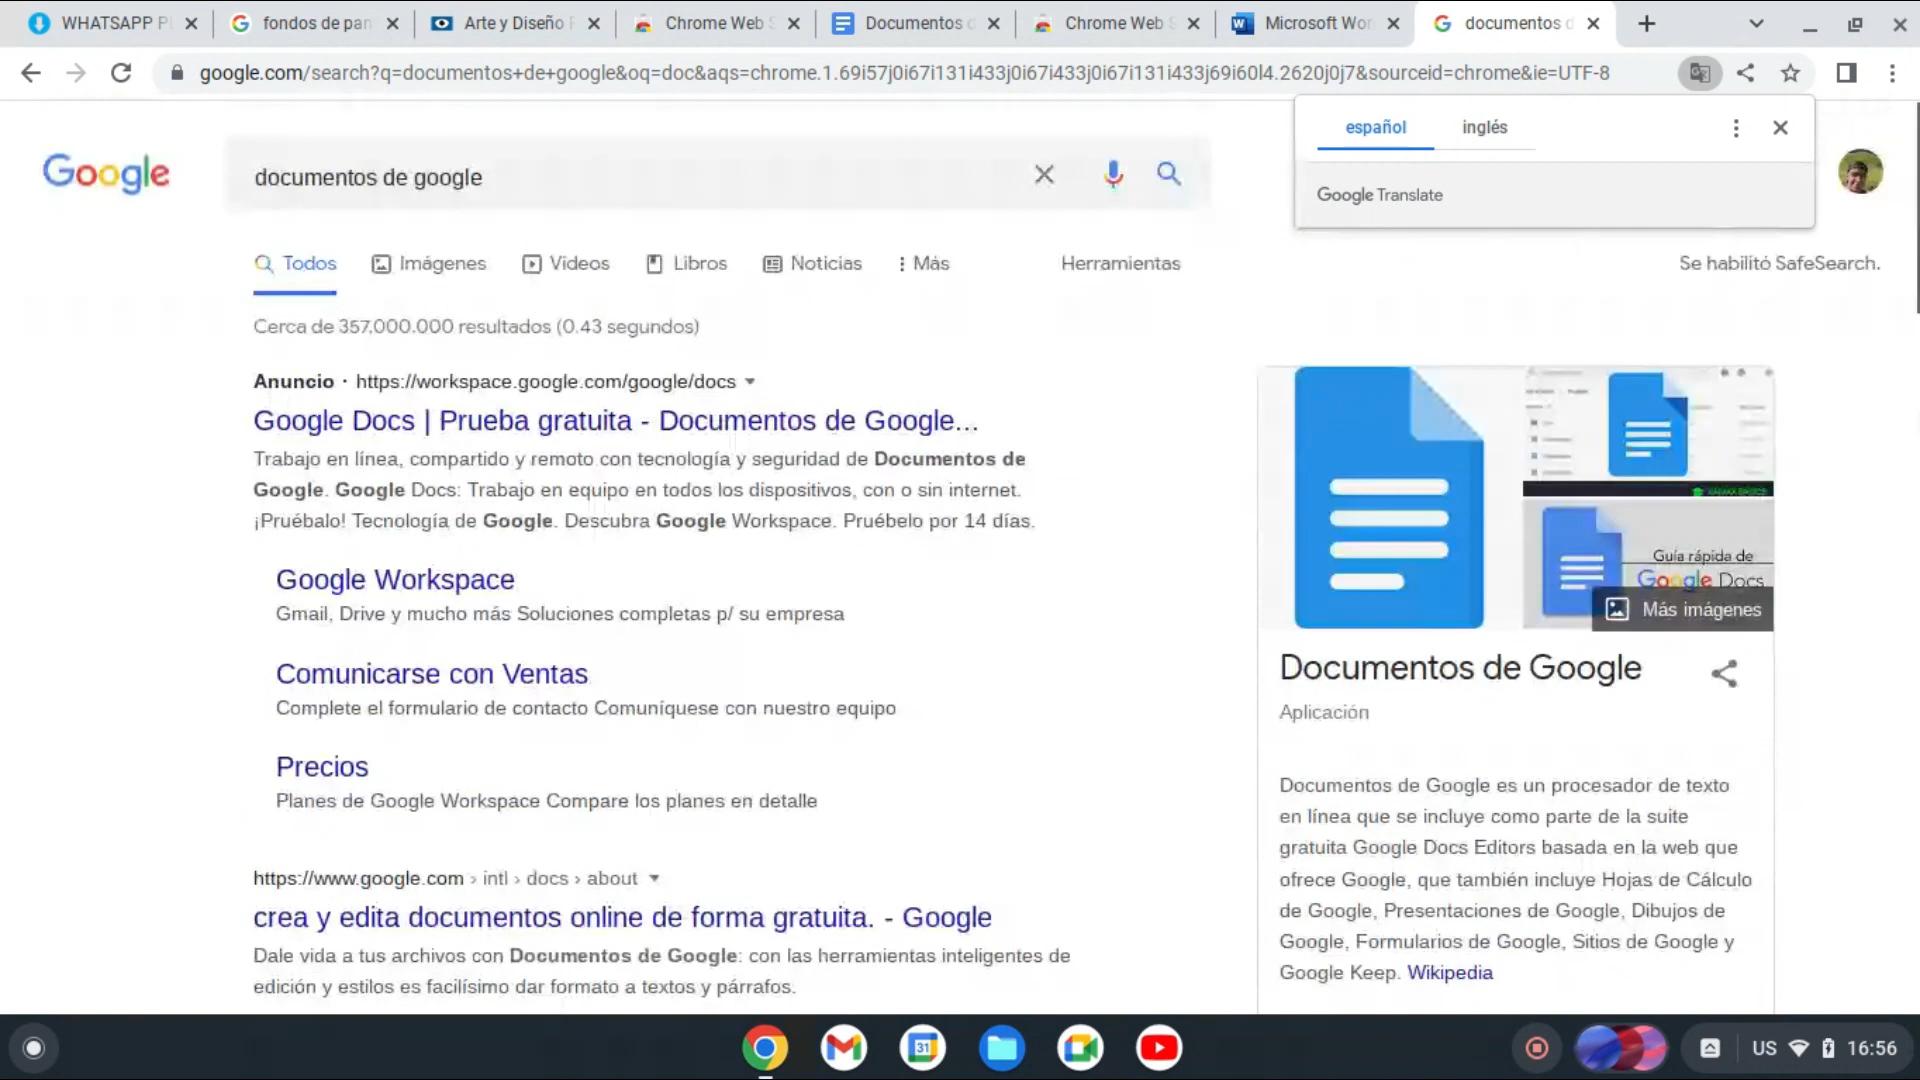 WHATSAPP P
fondos de pan
Arte y Diseño
Chrome Web S
Documentos d
Chrome Web S
Microsoft Wor
documentos d
google.com/search?q=documentos+de+google&oq=doc&aqs=chrome.1.69i57j0i67i131i433j0i67i433j0i67i131i433j69i60l4.2620j0j7&sourceid=chrome&ie=UTF-8
español inglés
Google Translate
Google
documentos de google
Todos Imágenes Videos Libros Noticias Más Herramientas
Se habilitó SafeSearch.
Cerca de 357.000.000 resultados (0.43 segundos)
Anuncio · https://workspace.google.com/google/docs
Google Docs | Prueba gratuita - Documentos de Google...
Trabajo en línea, compartido y remoto con tecnología y seguridad de Documentos de
Google. Google Docs: Trabajo en equipo en todos los dispositivos, con o sin internet.
¡Pruébalo! Tecnología de Google. Descubra Google Workspace. Pruébelo por 14 días.
Google Workspace
Gmail, Drive y mucho más Soluciones completas p/ su empresa
Comunicarse con Ventas
Complete el formulario de contacto Comuníquese con nuestro equipo
Precios
Planes de Google Workspace Compare los planes en detalle
https://www.google.com › intl › docs › about
crea y edita documentos online de forma gratuita. - Google
Dale vida a tus archivos con Documentos de Google: con las herramientas inteligentes de
edición y estilos es facilísimo dar formato a textos y párrafos.
Guía rápida de
Google Docs
Más imágenes
Documentos de Google
Aplicación
Documentos de Google es un procesador de texto
en línea que se incluye como parte de la suite
gratuita Google Docs Editors basada en la web que
ofrece Google, que también incluye Hojas de Cálculo
de Google, Presentaciones de Google, Dibujos de
Google, Formularios de Google, Sitios de Google y
Google Keep. Wikipedia
31
US 16:56